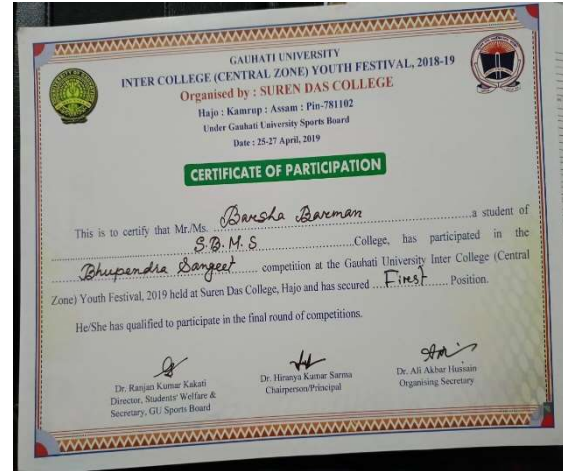 GAUHATI UNIVERSITY
INTER COLLEGE (CENTRAL ZONE) YOUTH FESTIVAL, 2018-19
Organised by : SUREN DAS COLLEGE
Hajo : Kamrup : Assam : Pin-781102
Under Gauhati University Sports Board
Date : 25-27 April, 2019
CERTIFICATE OF PARTICIPATION
This is to certify that Mr./Ms. Barsha Barman a student of
S.B.M.S College, has participated in the
Bhupendra Sangeet competition at the Gauhati University Inter College (Central
Zone) Youth Festival, 2019 held at Suren Das College, Hajo and has secured First Position.
He/She has qualified to participate in the final round of competitions.
Dr. Ranjan Kumar Kakati
Director, Students' Welfare &
Secretary, GU Sports Board
Dr. Hiranya Kumar Sarma
Chairperson/Principal
Dr. Ali Akbar Hussain
Organising Secretary